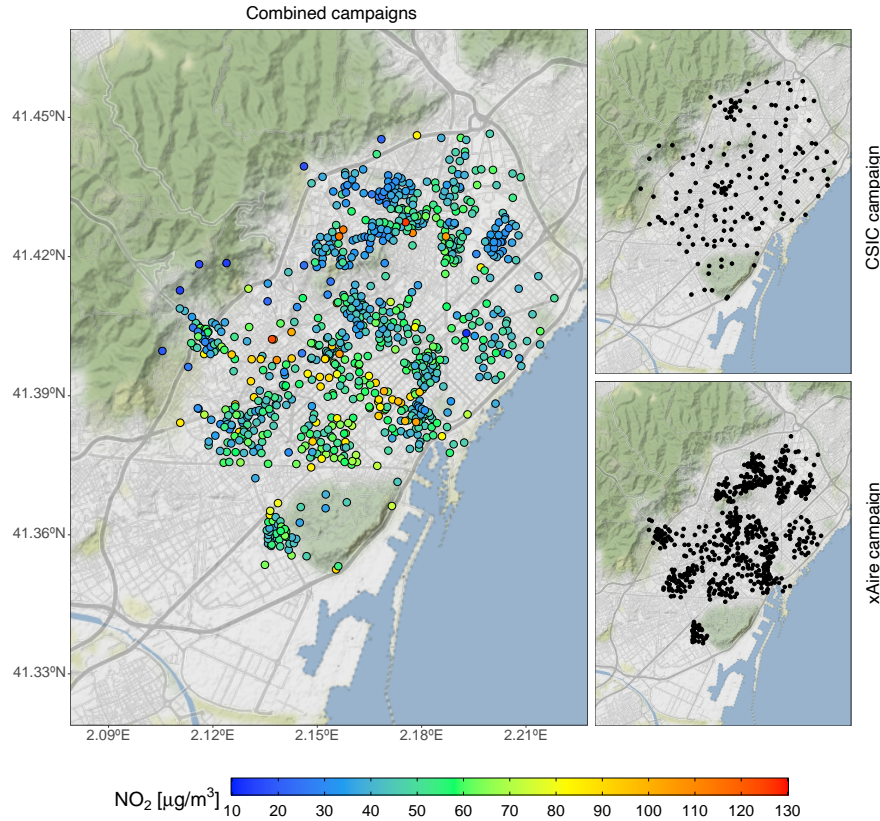 Combined campaigns
41.45ºN
41.42ºN
41.39ºN
41.36ºN
41.33ºN
2.09ºE 2.12ºE 2.15ºE 2.18ºE 2.21ºE
CSIC campaign
xAire campaign
NO₂ [μg/m³]
10 20 30 40 50 60 70 80 90 100 110 120 130